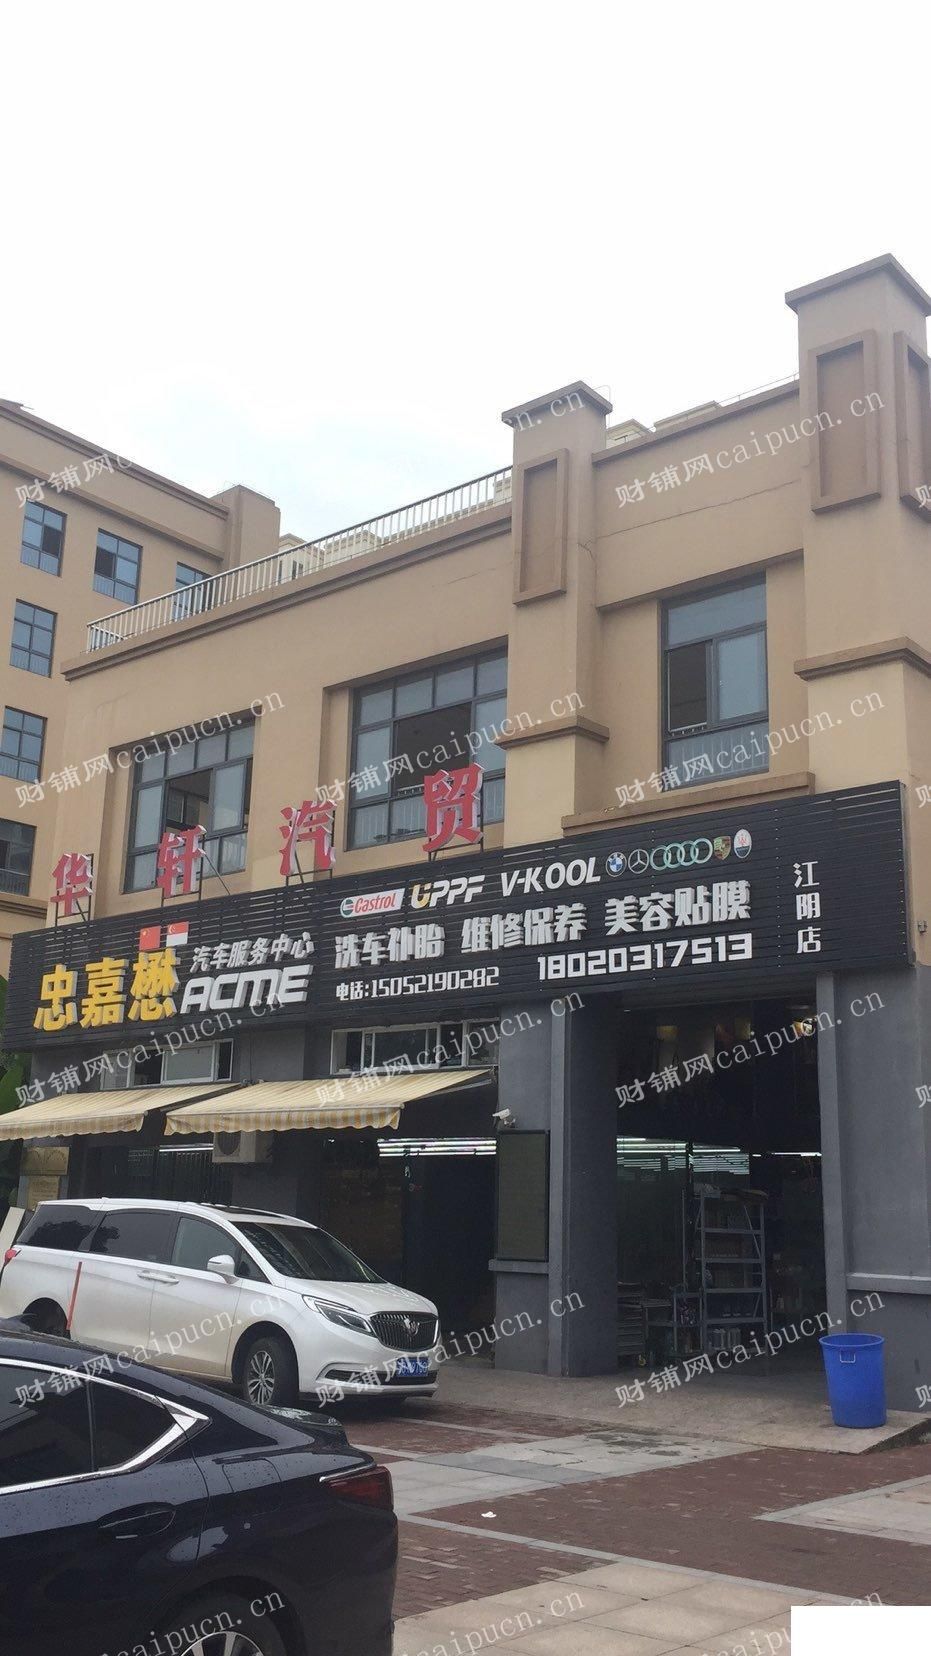 华轩汽贸
Castrol UPPF V-KOOL
忠嘉懋 汽车服务中心
ACME
洗车补胎 维修保养 美容贴膜
电话:15052190282 18020317513
江阴店
财铺网caipucn.cn